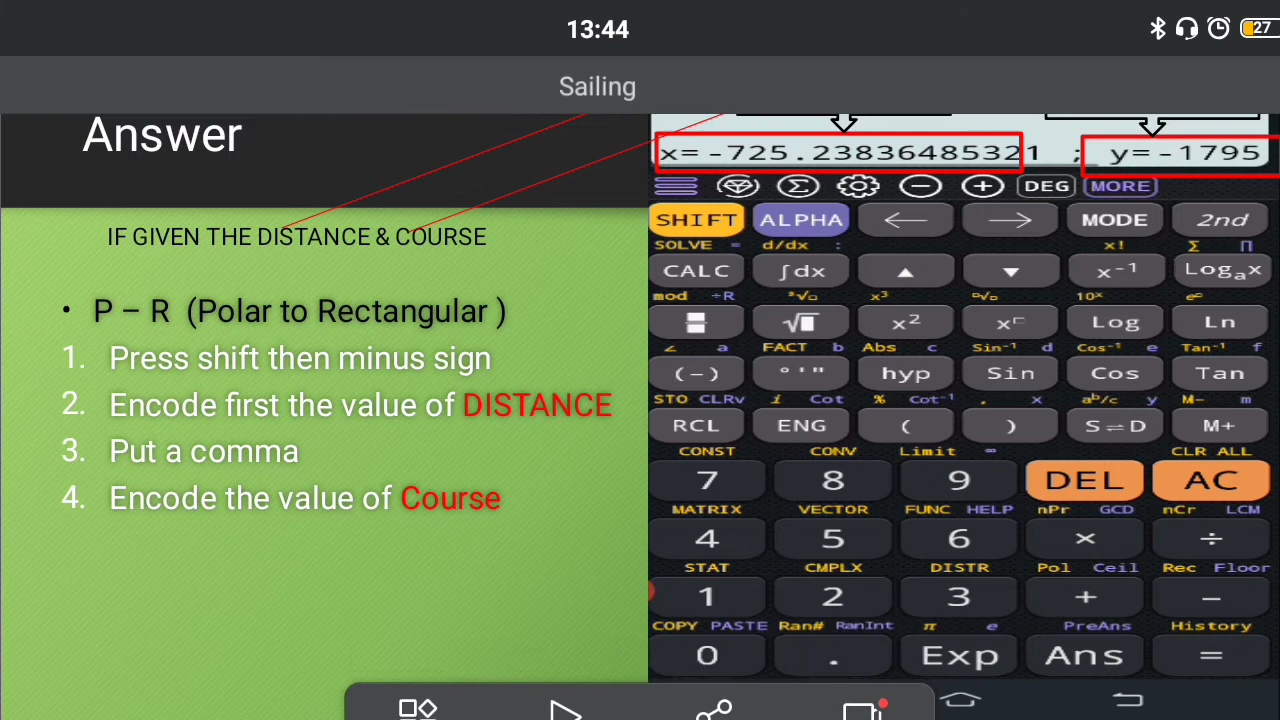 13:44
27
Sailing
Answer
IF GIVEN THE DISTANCE & COURSE
• P – R (Polar to Rectangular )
1. Press shift then minus sign
2. Encode first the value of DISTANCE
3. Put a comma
4. Encode the value of Course
x=-725.23836485321 ; y=-1795
DEG MORE
SHIFT ALPHA ← → MODE 2nd
SOLVE = d/dx : x! Σ ∏
CALC ∫dx ▲ ▼ x⁻¹ Logₐx
mod ÷R ³√□ x³ □√□ 10ˣ eⁿ
√ x² x Log Ln
∠ a FACT b Abs c Sin⁻¹ d Cos⁻¹ e Tan⁻¹ f
(-) °'" hyp Sin Cos Tan
STO CLRv i Cot % Cot⁻¹ , x aᵇ/c y M- m
RCL ENG ( ) S⇌D M+
CONST CONV Limit ∞ CLR ALL
7 8 9 DEL AC
MATRIX VECTOR FUNC HELP nPr GCD nCr LCM
4 5 6 × ÷
STAT CMPLX DISTR Pol Ceil Rec Floor
1 2 3 + −
COPY PASTE Ran# RanInt π e PreAns History
0 . Exp Ans =